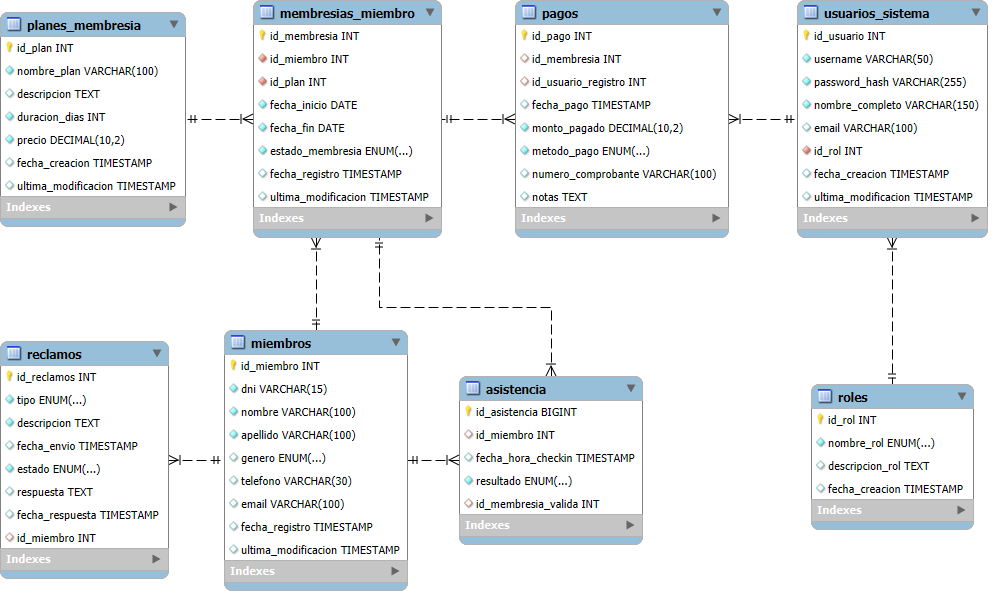 planes_membresia
id_plan INT
nombre_plan VARCHAR(100)
descripcion TEXT
duracion_dias INT
precio DECIMAL(10,2)
fecha_creacion TIMESTAMP
ultima_modificacion TIMESTAMP
Indexes
membresias_miembro
id_membresia INT
id_miembro INT
id_plan INT
fecha_inicio DATE
fecha_fin DATE
estado_membresia ENUM(...)
fecha_registro TIMESTAMP
ultima_modificacion TIMESTAMP
Indexes
pagos
id_pago INT
id_membresia INT
id_usuario_registro INT
fecha_pago TIMESTAMP
monto_pagado DECIMAL(10,2)
metodo_pago ENUM(...)
numero_comprobante VARCHAR(100)
notas TEXT
Indexes
usuarios_sistema
id_usuario INT
username VARCHAR(50)
password_hash VARCHAR(255)
nombre_completo VARCHAR(150)
email VARCHAR(100)
id_rol INT
fecha_creacion TIMESTAMP
ultima_modificacion TIMESTAMP
Indexes
reclamos
id_reclamos INT
tipo ENUM(...)
descripcion TEXT
fecha_envio TIMESTAMP
estado ENUM(...)
respuesta TEXT
fecha_respuesta TIMESTAMP
id_miembro INT
Indexes
miembros
id_miembro INT
dni VARCHAR(15)
nombre VARCHAR(100)
apellido VARCHAR(100)
genero ENUM(...)
telefono VARCHAR(30)
email VARCHAR(100)
fecha_registro TIMESTAMP
ultima_modificacion TIMESTAMP
Indexes
asistencia
id_asistencia BIGINT
id_miembro INT
fecha_hora_checkin TIMESTAMP
resultado ENUM(...)
id_membresia_valida INT
Indexes
roles
id_rol INT
nombre_rol ENUM(...)
descripcion_rol TEXT
fecha_creacion TIMESTAMP
Indexes